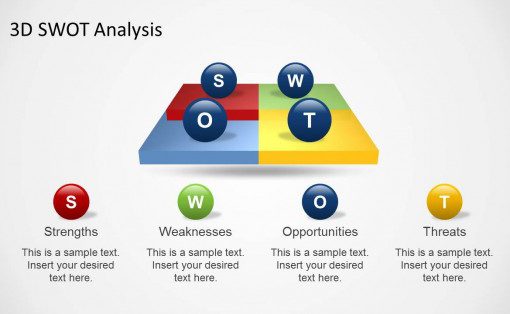 3D SWOT Analysis
S W
O T
S W O T
Strengths Weaknesses Opportunities Threats
This is a sample text. This is a sample text. This is a sample text. This is a sample text.
Insert your desired Insert your desired Insert your desired Insert your desired
text here. text here. text here. text here.